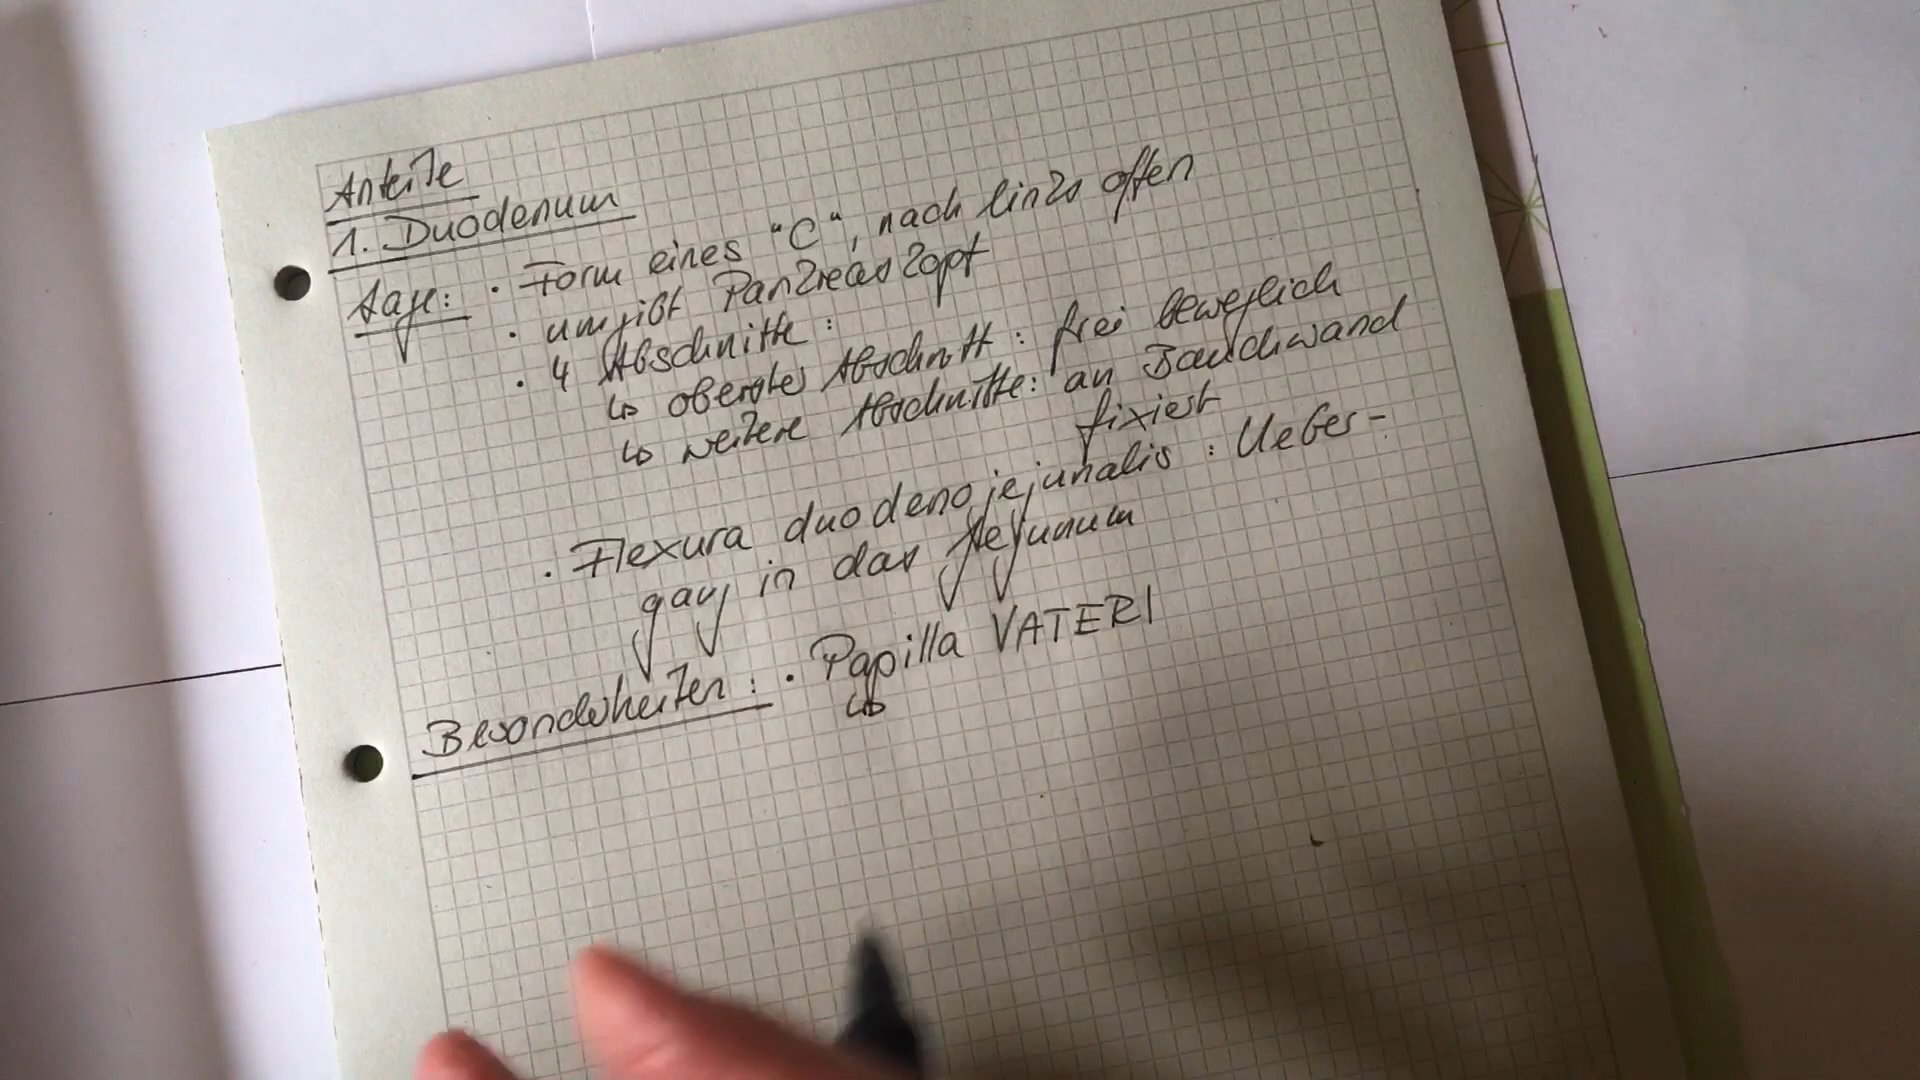 Anteile
1. Duodenum
Lage: · Form eines "C", nach links offen
· umgibt Pankreaskopf
· 4 Abschnitte:
↳ oberster Abschnitt: frei beweglich
↳ weitere Abschnitte: an Bauchwand
fixiert
· Flexura duodenojejunalis: Ueber-
gang in das Jejunum
Besonderheiten: · Papilla VATERI
↳